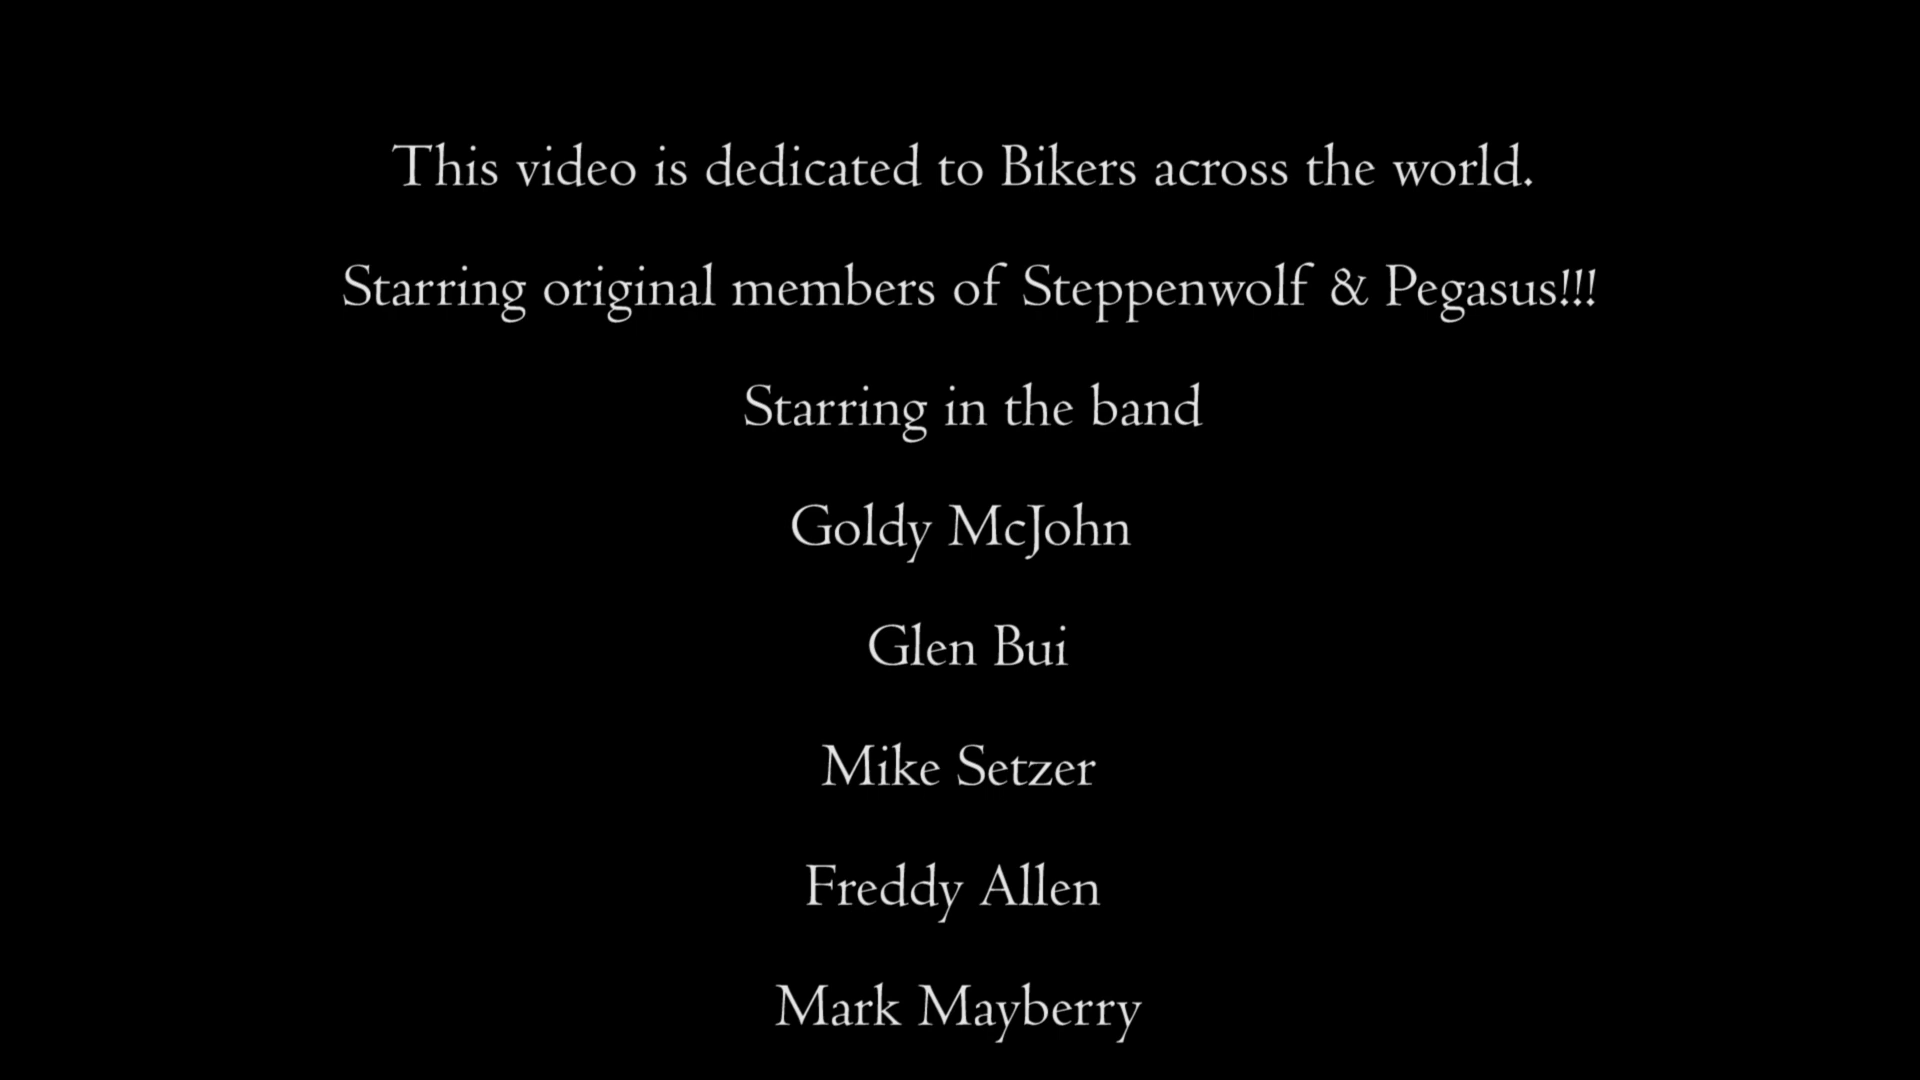 This video is dedicated to Bikers across the world.
Starring original members of Steppenwolf & Pegasus!!!
Starring in the band
Goldy McJohn
Glen Bui
Mike Setzer
Freddy Allen
Mark Mayberry